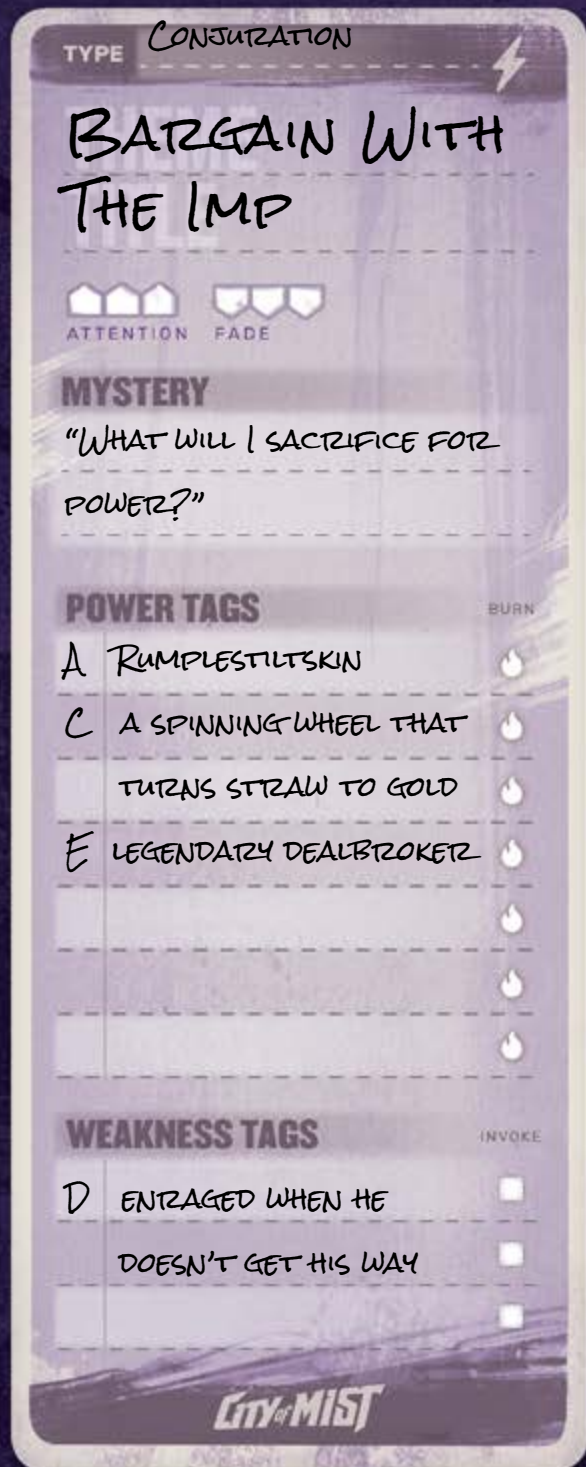 TYPE CONJURATION
BARGAIN WITH
THE IMP
ATTENTION FADE
MYSTERY
"WHAT WILL I SACRIFICE FOR
POWER?"
POWER TAGS BURN
A RUMPLESTILTSKIN
C A SPINNING WHEEL THAT
TURNS STRAW TO GOLD
E LEGENDARY DEALBROKER
WEAKNESS TAGS INVOKE
D ENRAGED WHEN HE
DOESN'T GET HIS WAY
CITY of MIST